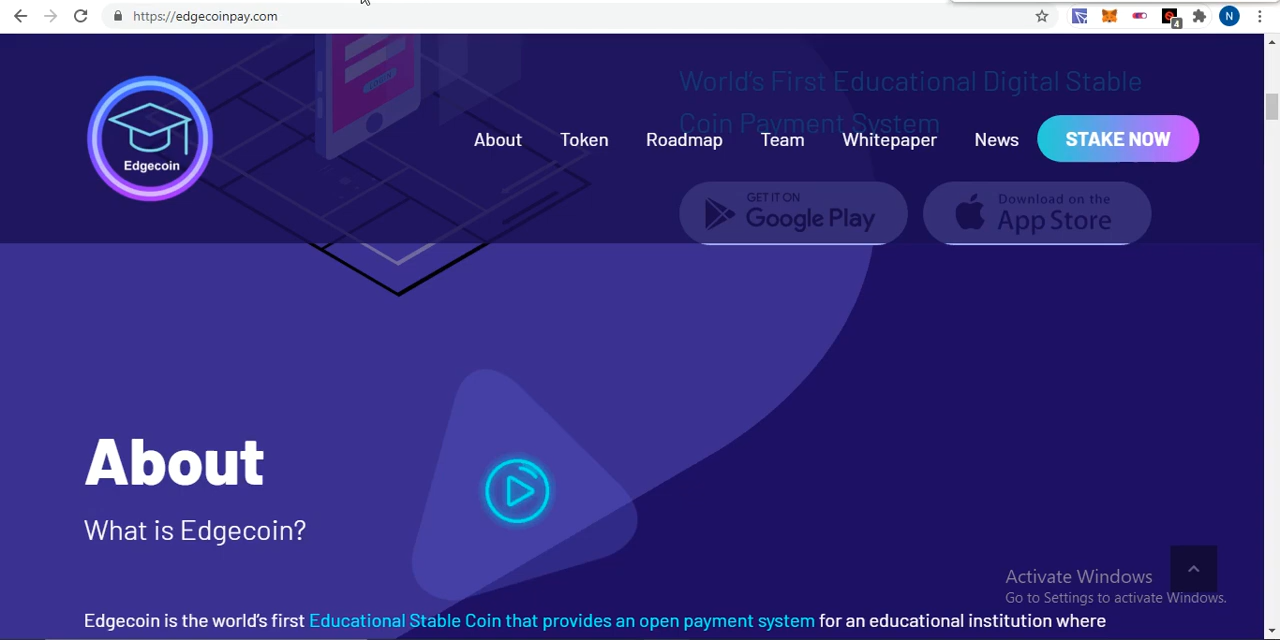 https://edgecoinpay.com
4
N
LOGIN
World's First Educational Digital Stable
Coin Payment System
Edgecoin
About Token Roadmap Team Whitepaper News STAKE NOW
GET IT ON
Google Play
Download on the
App Store
About
What is Edgecoin?
Edgecoin is the world's first Educational Stable Coin that provides an open payment system for an educational institution where
Activate Windows
Go to Settings to activate Windows.